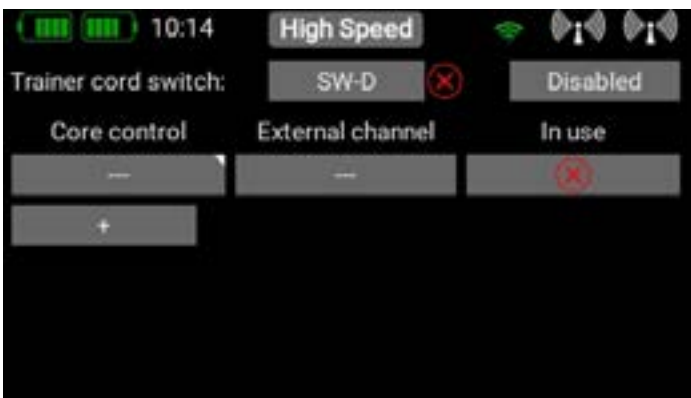 10:14 High Speed
Trainer cord switch: SW-D Disabled
Core control External channel In use
--- ---
+